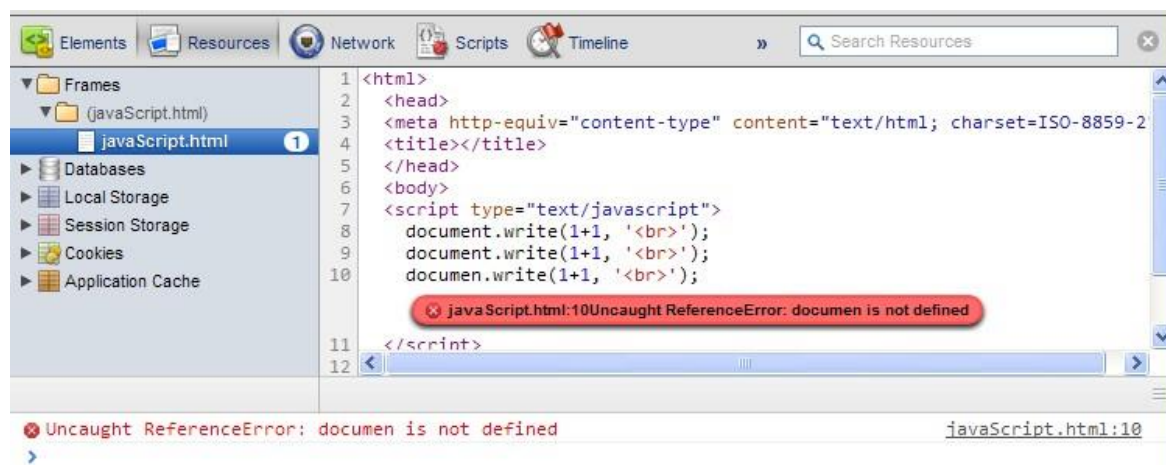 Elements Resources Network Scripts Timeline » Search Resources
Frames
(javaScript.html)
javaScript.html 1
Databases
Local Storage
Session Storage
Cookies
Application Cache
1 <html>
2 <head>
3 <meta http-equiv="content-type" content="text/html; charset=ISO-8859-2
4 <title></title>
5 </head>
6 <body>
7 <script type="text/javascript">
8 document.write(1+1, '<br>');
9 document.write(1+1, '<br>');
10 documen.write(1+1, '<br>');
javaScript.html:10Uncaught ReferenceError: documen is not defined
11 </script>
12
Uncaught ReferenceError: documen is not defined javaScript.html:10
>